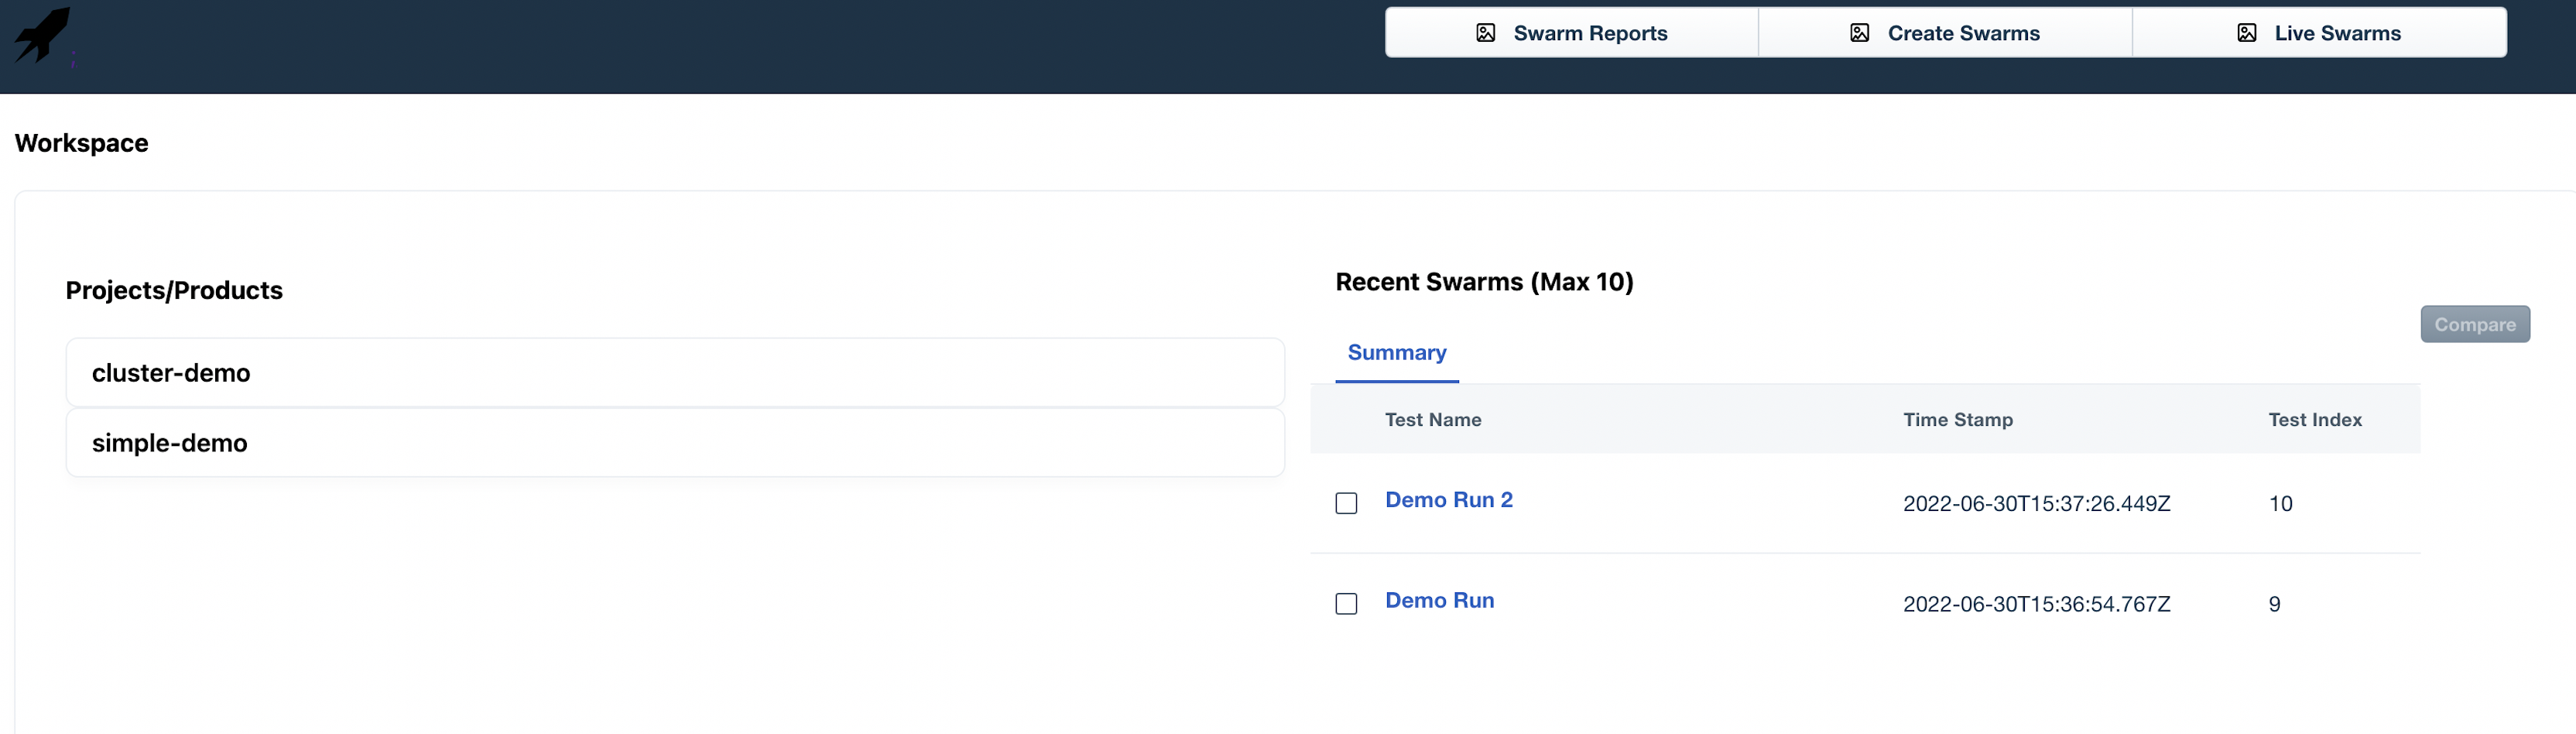 Swarm Reports
Create Swarms
Live Swarms
Workspace
Projects/Products
cluster-demo
simple-demo
Recent Swarms (Max 10)
Compare
Summary
Test Name Time Stamp Test Index
Demo Run 2 2022-06-30T15:37:26.449Z 10
Demo Run 2022-06-30T15:36:54.767Z 9